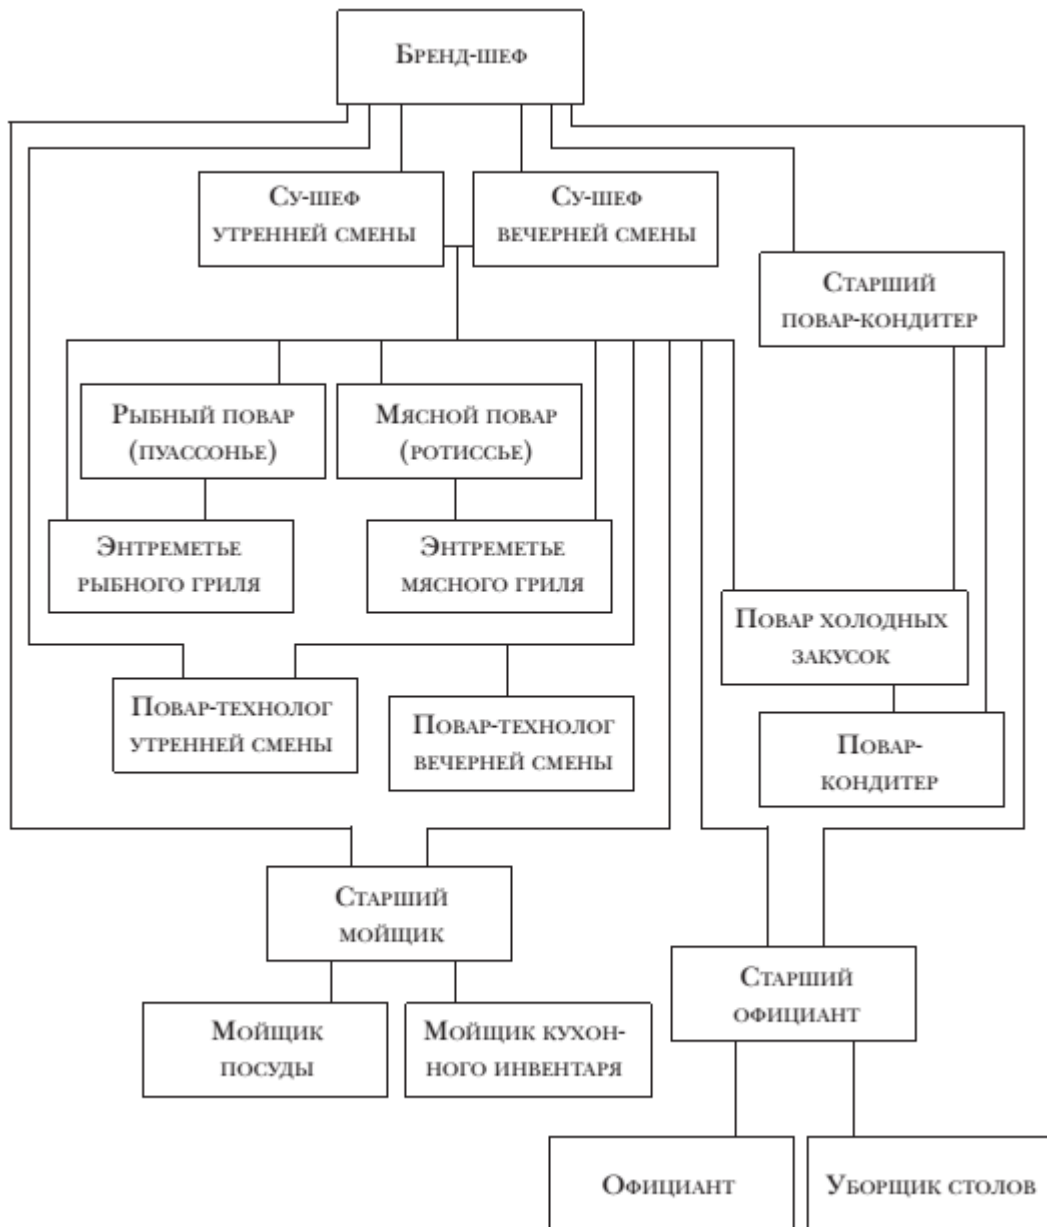 Бренд-шеф
Су-шеф
утренней смены
Су-шеф
вечерней смены
Старший
повар-кондитер
Рыбный повар
(пуассонье)
Мясной повар
(ротиссье)
Энтреметье
рыбного гриля
Энтреметье
мясного гриля
Повар холодных
закусок
Повар-технолог
утренней смены
Повар-технолог
вечерней смены
Повар-
кондитер
Старший
мойщик
Старший
официант
Мойщик
посуды
Мойщик кухон-
ного инвентаря
Официант
Уборщик столов